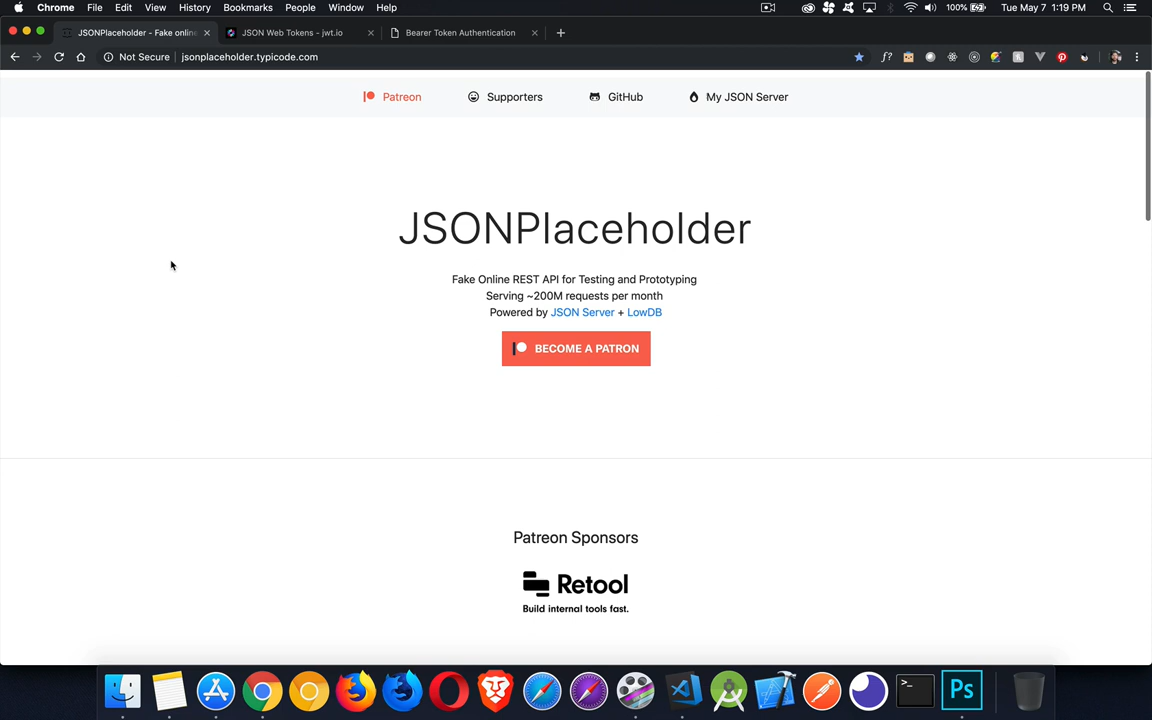 Chrome File Edit View History Bookmarks People Window Help 100% Tue May 7 1:19 PM
JSONPlaceholder - Fake online JSON Web Tokens - jwt.io Bearer Token Authentication
Not Secure jsonplaceholder.typicode.com
Patreon Supporters GitHub My JSON Server
JSONPlaceholder
Fake Online REST API for Testing and Prototyping
Serving ~200M requests per month
Powered by JSON Server + LowDB
BECOME A PATRON
Patreon Sponsors
Retool
Build internal tools fast.
>_ Ps